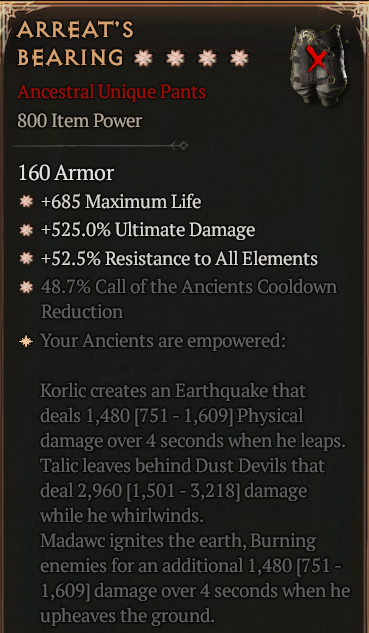 ARREAT'S
BEARING
Ancestral Unique Pants
800 Item Power
160 Armor
+685 Maximum Life
+525.0% Ultimate Damage
+52.5% Resistance to All Elements
48.7% Call of the Ancients Cooldown
Reduction
Your Ancients are empowered:
Korlic creates an Earthquake that
deals 1,480 [751 - 1,609] Physical
damage over 4 seconds when he leaps.
Talic leaves behind Dust Devils that
deal 2,960 [1,501 - 3,218] damage
while he whirlwinds.
Madawc ignites the earth, Burning
enemies for an additional 1,480 [751 -
1,609] damage over 4 seconds when he
upheaves the ground.